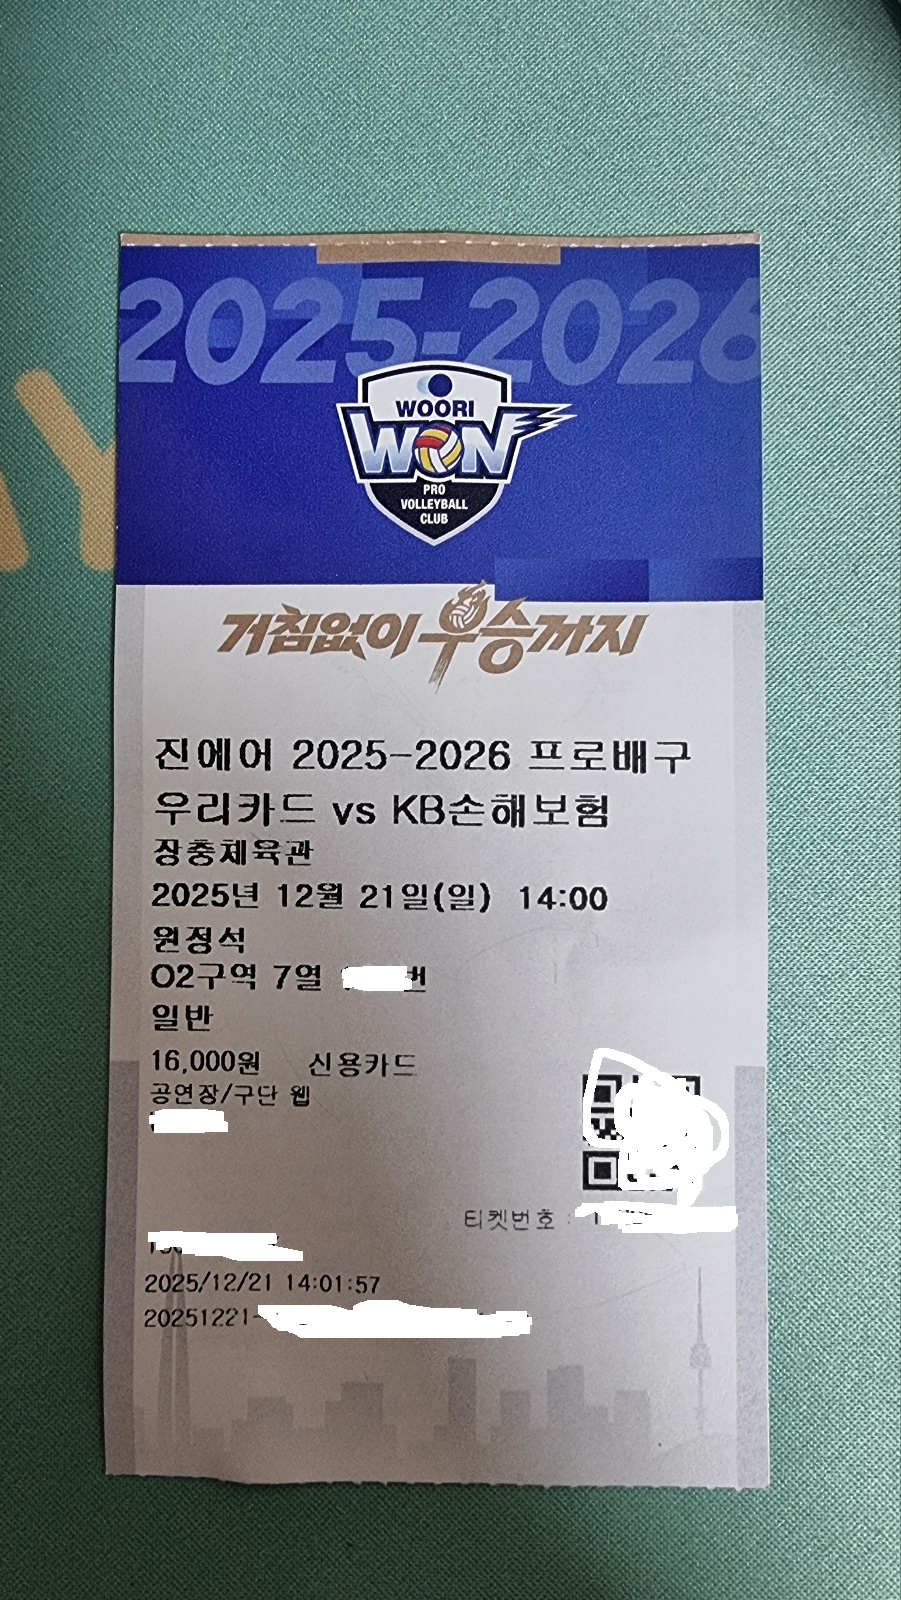 2025-2026
WOORI
WON
PRO
VOLLEYBALL
CLUB
거침없이 우승까지
진에어 2025-2026 프로배구
우리카드 vs KB손해보험
장충체육관
2025년 12월 21일(일) 14:00
원정석
O2구역 7열 번
일반
16,000원 신용카드
공연장/구단 웹
티켓번호 :
2025/12/21 14:01:57
20251221-